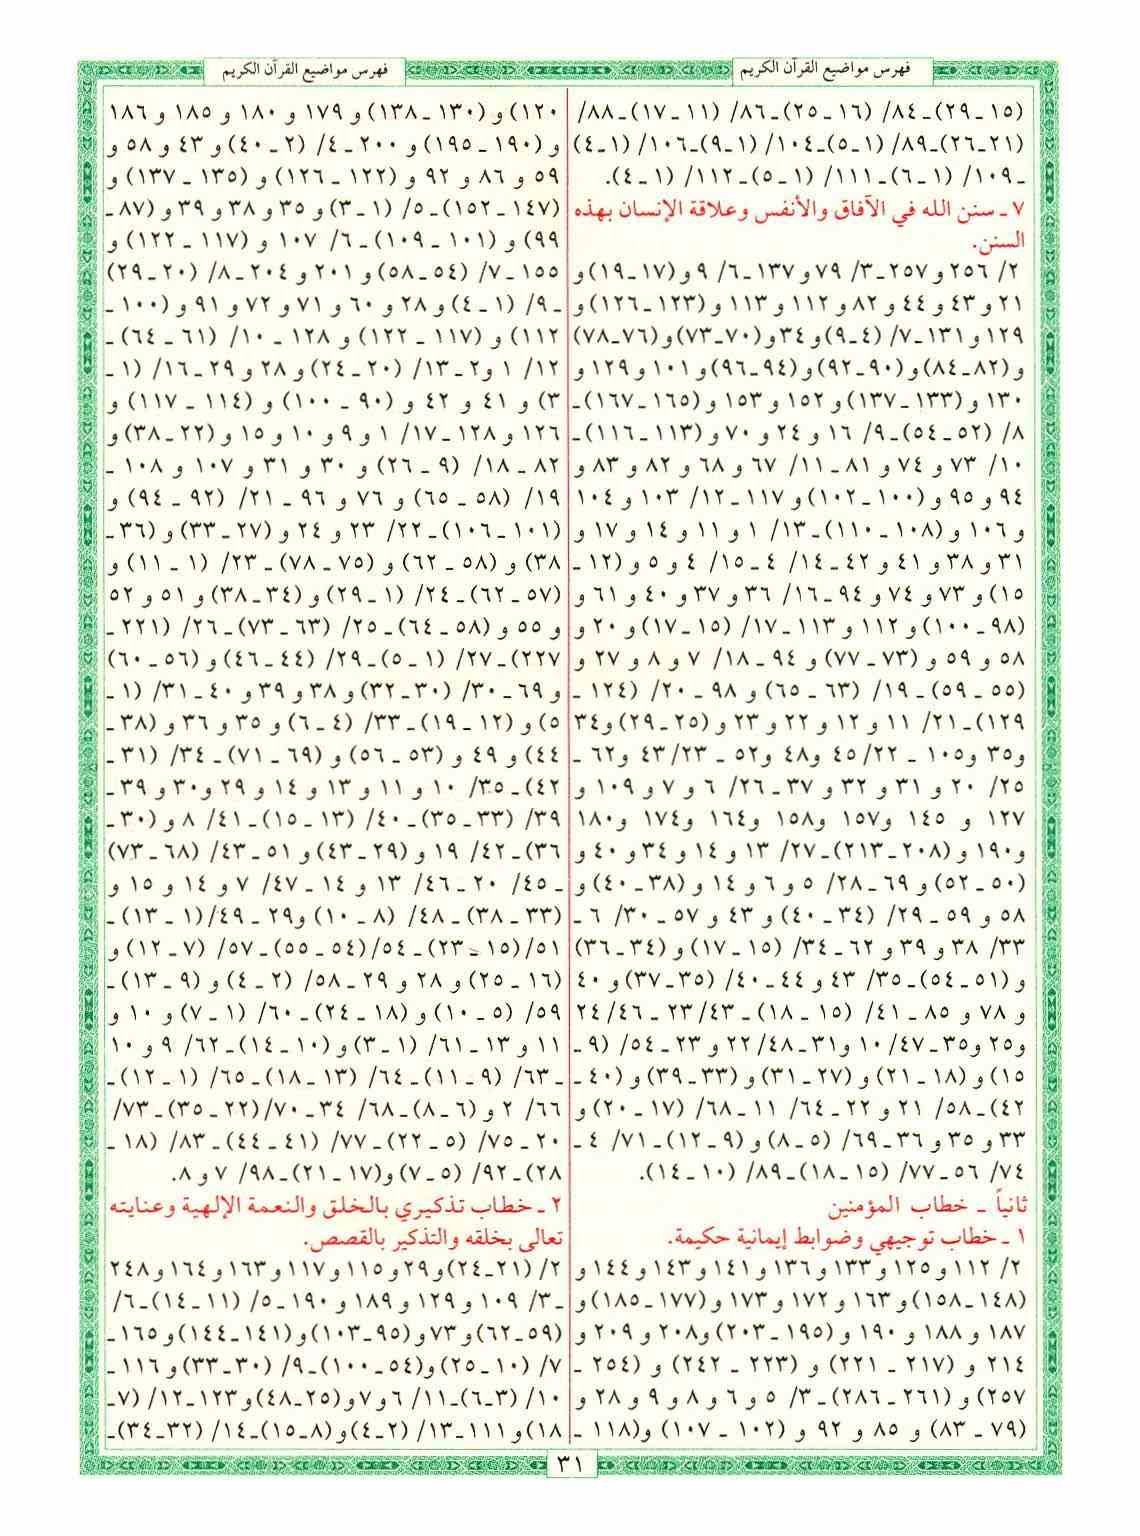 فهرس مواضيع القرآن الكريم
فهرس مواضيع القرآن الكريم
(١٥ ـ ٢٩) ـ ٨٤/ (١٦ ـ ٢٥) ـ ٨٦/ (١١ ـ ١٧) ـ ٨٨/
(٢١ ـ ٢٦) ـ ٨٩/ (١ ـ ٥) ـ ١٠٤/ (١ ـ ٩) ـ ١٠٦/ (١ ـ ٤)
ـ ١٠٩/ (١ ـ ٦) ـ ١١١/ (١ ـ ٥) ـ ١١٢/ (١ ـ ٤).
٧ ـ سنن الله في الآفاق والأنفس وعلاقة الإنسان بهذه
السنن.
٢/ ٢٥٦ و ٢٥٧ ـ ٣/ ٧٩ و ١٣٧ ـ ٦/ ٩ و (١٧ ـ ١٩) و
٢١ و ٤٣ و ٤٤ و ٨٢ و ١١٢ و ١١٣ و (١٢٣ ـ ١٢٦) و
١٢٩ و ١٣١ ـ ٧/ (٤ ـ ٩) و ٣٤ و (٧٠ ـ ٧٣) و (٧٦ ـ ٧٨)
و (٨٢ ـ ٨٤) و (٩٠ ـ ٩٢) و (٩٤ ـ ٩٦) و ١٠١ و ١٢٩ و
١٣٠ و (١٣٣ ـ ١٣٧) و ١٥٢ و ١٥٣ و (١٦٥ ـ ١٦٧) ـ
٨/ (٥٢ ـ ٥٤) ـ ٩/ ١٦ و ٢٤ و ٧٠ و (١١٣ ـ ١١٦) ـ
١٠/ ٧٣ و ٧٤ و ٨١ ـ ١١/ ٦٧ و ٦٨ و ٨٢ و ٨٣ و
٩٤ و ٩٥ و (١٠٠ ـ ١٠٢) و ١١٧ ـ ١٢/ ١٠٣ و ١٠٤
و ١٠٦ و (١٠٨ ـ ١١٠) ـ ١٣/ ١ و ١١ و ١٤ و ١٧ و
٣١ و ٣٨ و ٤١ و ٤٢ ـ ١٤/ ٤ ـ ١٥/ ٤ و ٥ و (١٢ ـ
١٥) و ٧٣ و ٧٤ و ٩٤ ـ ١٦/ ٣٦ و ٣٧ و ٤٠ و ٦١ و
(٩٨ ـ ١٠٠) و ١١٢ و ١١٣ ـ ١٧/ (١٥ ـ ١٧) و ٢٠ و
٥٨ و ٥٩ و (٧٣ ـ ٧٧) و ٩٤ ـ ١٨/ ٧ و ٨ و ٢٧ و
(٥٥ ـ ٥٩) ـ ١٩/ (٦٣ ـ ٦٥) و ٩٨ ـ ٢٠/ (١٢٤ ـ
١٢٩) ـ ٢١/ ١١ و ١٢ و ٢٢ و ٢٣ و (٢٥ ـ ٢٩) و٣٤
و٣٥ و١٠٥ ـ ٢٢/ ٤٥ و٤٨ و٥٢ ـ ٢٣/ ٤٣ و٦٢ ـ
٢٥/ ٢٠ و ٣١ و ٣٢ و ٣٧ ـ ٢٦/ ٦ و ٧ و ١٠٩ و
١٢٧ و ١٤٥ و١٥٧ و١٥٨ و١٦٤ و١٧٤ و١٨٠
و١٩٠ و (٢٠٨ ـ ٢١٣) ـ ٢٧/ ١٣ و ١٤ و ٣٤ و ٤٠ و
(٥٠ ـ ٥٢) و ٦٩ ـ ٢٨/ ٥ و ٦ و ١٤ و (٣٨ ـ ٤٠) و
٥٨ و ٥٩ ـ ٢٩/ (٣٤ ـ ٤٠) و ٤٣ و ٥٧ ـ ٣٠/ ٦ ـ
٣٣/ ٣٨ و ٣٩ و ٦٢ ـ ٣٤/ (١٥ ـ ١٧) و (٣٤ ـ ٣٦)
و (٥١ ـ ٥٤) ـ ٣٥/ ٤٣ و ٤٤ ـ ٤٠/ (٣٥ ـ ٣٧) و ٤٠
و ٧٨ و ٨٥ ـ ٤١/ (١٥ ـ ١٨) ـ ٤٣/ ٢٣ ـ ٤٦/ ٢٤
و٢٥ و٣٥ ـ ٤٧/ ١٠ و٣١ ـ ٤٨/ ٢٢ و ٢٣ ـ ٥٤/ (٩ ـ
١٥) و (١٨ ـ ٢١) و (٢٧ ـ ٣١) و (٣٣ ـ ٣٩) و (٤٠ ـ
٤٢) ـ ٥٨/ ٢١ و ٢٢ ـ ٦٤/ ١١ ـ ٦٨/ (١٧ ـ ٢٠) و
٣٣ و ٣٥ و ٣٦ ـ ٦٩/ (٥ ـ ٨) و (٩ ـ ١٢) ـ ٧١/ ٤ ـ
٧٤/ ٥٦ ـ ٧٧/ (١٥ ـ ١٨) ـ ٨٩/ (١٠ ـ ١٤).
ثانياً ـ خطاب المؤمنين
١ ـ خطاب توجيهي وضوابط إيمانية حكيمة.
٢/ ١١٢ و ١٢٥ و ١٣٣ و ١٣٦ و ١٤١ و ١٤٣ و ١٤٤ و
(١٤٨ ـ ١٥٨) و ١٦٣ و ١٧٢ و ١٧٣ و (١٧٧ ـ ١٨٥) و
١٨٧ و ١٨٨ و ١٩٠ و (١٩٥ ـ ٢٠٣) و٢٠٨ و ٢٠٩ و
٢١٤ و (٢١٧ ـ ٢٢١) و (٢٢٣ ـ ٢٤٢) و (٢٥٤ ـ
٢٥٧) و (٢٦١ ـ ٢٨٦) ـ ٣/ ٥ و ٦ و ٨ و ٩ و ٢٨ و
(٧٩ ـ ٨٣) و ٨٥ و ٩٢ و (١٠٢ ـ ١٠٧) و(١١٨ ـ
١٢٠) و (١٣٠ ـ ١٣٨) و ١٧٩ و ١٨٠ و ١٨٥ و ١٨٦
و (١٩٠ ـ ١٩٥) و ٢٠٠ ـ ٤/ (٢ ـ ٤٠) و ٤٣ و ٥٨ و
٥٩ و ٨٦ و ٩٢ و (١٢٢ ـ ١٢٦) و (١٣٥ ـ ١٣٧) و
(١٤٧ ـ ١٥٢) ـ ٥/ (١ ـ ٣) و ٣٥ و ٣٨ و ٣٩ و (٨٧ ـ
٩٩) و (١٠١ ـ ١٠٩) ـ ٦/ ١٠٧ و (١١٧ ـ ١٢٢) و
١٥٥ ـ ٧/ (٥٤ ـ ٥٨) و ٢٠١ و ٢٠٤ ـ ٨/ (٢٠ ـ ٢٩)
ـ ٩/ (١ ـ ٤) و ٢٨ و ٦٠ و ٧١ و ٧٢ و ٩١ و (١٠٠ ـ
١١٢) و (١١٧ ـ ١٢٢) و ١٢٨ ـ ١٠/ (٦١ ـ ٦٤) ـ
١٢/ ١ و٢ ـ ١٣/ (٢٠ ـ ٢٤) و ٢٨ و ٢٩ ـ ١٦/ (١ ـ
٣) و ٤١ و ٤٢ و (٩٠ ـ ١٠٠) و (١١٤ ـ ١١٧) و
١٢٦ و ١٢٨ ـ ١٧/ ١ و ٩ و ١٠ و ١٥ و (٢٢ ـ ٣٨) و
٨٢ ـ ١٨/ (٩ ـ ٢٦) و ٣٠ و ٣١ و ١٠٧ و ١٠٨ ـ
١٩/ (٥٨ ـ ٦٥) و ٧٦ و ٩٦ ـ ٢١/ (٩٢ ـ ٩٤) و
(١٠١ ـ ١٠٦) ـ ٢٢/ ٢٣ و ٢٤ و (٢٧ ـ ٣٣) و (٣٦ ـ
٣٨) و (٥٨ ـ ٦٢) و (٧٥ ـ ٧٨) ـ ٢٣/ (١ ـ ١١) و
(٥٧ ـ ٦٢) ـ ٢٤/ (١ ـ ٢٩) و (٣٤ ـ ٣٨) و ٥١ و ٥٢
و ٥٥ و (٥٨ ـ ٦٤) ـ ٢٥/ (٦٣ ـ ٧٣) ـ ٢٦/ (٢٢١ ـ
٢٢٧) ـ ٢٧/ (١ ـ ٥) ـ ٢٩/ (٤٤ ـ ٤٦) و (٥٦ ـ ٦٠)
و ٦٩ ـ ٣٠/ (٣٠ ـ ٣٢) و ٣٨ و ٣٩ و ٤٠ ـ ٣١/ (١ ـ
٥) و (١٢ ـ ١٩) ـ ٣٣/ (٤ ـ ٦) و ٣٥ و ٣٦ و (٣٨ ـ
٤٤) و ٤٩ و (٥٣ ـ ٥٦) و (٦٩ ـ ٧١) ـ ٣٤/ (٣١ ـ
٤٢) ـ ٣٥/ ١٠ و ١١ و ١٣ و ١٤ و ٢٩ و٣٠ و ٣٩ ـ
٣٩/ (٣٣ ـ ٣٥) ـ ٤٠/ (١٣ ـ ١٥) ـ ٤١/ ٨ و (٣٠ ـ
٣٦) ـ ٤٢/ ١٩ و (٢٩ ـ ٤٣) و ٥١ ـ ٤٣/ (٦٨ ـ ٧٣)
ـ ٤٥/ ٢٠ ـ ٤٦/ ١٣ و ١٤ ـ ٤٧/ ٧ و ١٤ و ١٥ و
(٣٣ ـ ٣٨) ـ ٤٨/ (٨ ـ ١٠) و٢٩ ـ ٤٩/ (١ ـ ١٣) ـ
٥١/ (١٥ ـ ٢٣) ـ ٥٤/ (٥٤ ـ ٥٥) ـ ٥٧/ (٧ ـ ١٢) و
(١٦ ـ ٢٥) و ٢٨ و ٢٩ ـ ٥٨/ (٢ ـ ٤) و (٩ ـ ١٣) ـ
٥٩/ (٥ ـ ١٠) و (١٨ ـ ٢٤) ـ ٦٠/ (١ ـ ٧) و ١٠ و
١١ و ١٣ ـ ٦١/ (١ ـ ٣) و (١٠ ـ ١٤) ـ ٦٢/ ٩ و ١٠
ـ ٦٣/ (٩ ـ ١١) ـ ٦٤/ (١٣ ـ ١٨) ـ ٦٥/ (١ ـ ١٢) ـ
٦٦/ ٢ و (٦ ـ ٨) ـ ٦٨/ ٣٤ ـ ٧٠/ (٢٢ ـ ٣٥) ـ ٧٣/
٢٠ ـ ٧٥/ (٥ ـ ٢٢) ـ ٧٧/ (٤١ ـ ٤٤) ـ ٨٣/ (١٨ ـ
٢٨) ـ ٩٢/ (٥ ـ ٧) و(١٧ ـ ٢١) ـ ٩٨/ ٧ و ٨.
٢ ـ خطاب تذكيري بالخلق والنعمة الإلهية وعنايته
تعالى بخلقه والتذكير بالقصص.
٢/ (٢١ ـ ٢٤) و٢٩ و١١٥ و١١٧ و١٦٣ و١٦٤ و٢٤٨
ـ ٣/ ١٠٩ و ١٢٩ و ١٨٩ و ١٩٠ ـ ٥/ (١١ ـ ١٤) ـ ٦/
(٥٩ ـ ٦٢) و ٧٣ و (٩٥ ـ ١٠٣) و (١٤١ ـ ١٤٤) و ١٦٥ ـ
٧/ (١٠ ـ ٢٥) و(٥٤ ـ ١٠٠) ـ ٩/ (٣٠ ـ ٣٣) و ١١٦ ـ
١٠/ (٣ ـ ٦) ـ ١١/ ٦ و٧ و (٢٥ ـ ٤٨) و ١٢٣ ـ ١٢/ (٧ ـ
١٨) و ١١١ ـ ١٣/ (٢ ـ ٤) و (٨ ـ ١٥) ـ ١٤/ (٣٢ ـ ٣٤) ـ
٣١